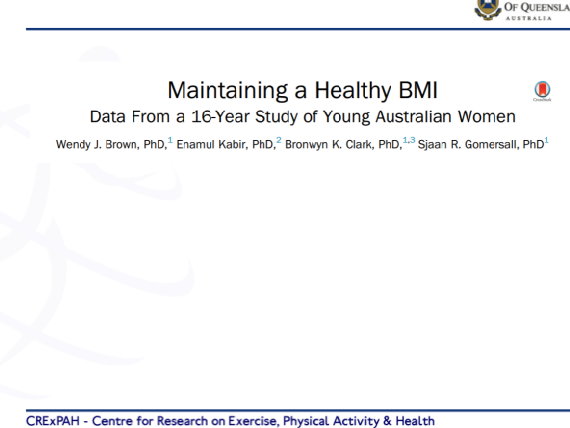 OF QUEENSLA
AUSTRALIA
Maintaining a Healthy BMI
Data From a 16-Year Study of Young Australian Women
CrossMark
Wendy J. Brown, PhD,1 Enamul Kabir, PhD,2 Bronwyn K. Clark, PhD,1,3 Sjaan R. Gomersall, PhD1
CRExPAH - Centre for Research on Exercise, Physical Activity & Health